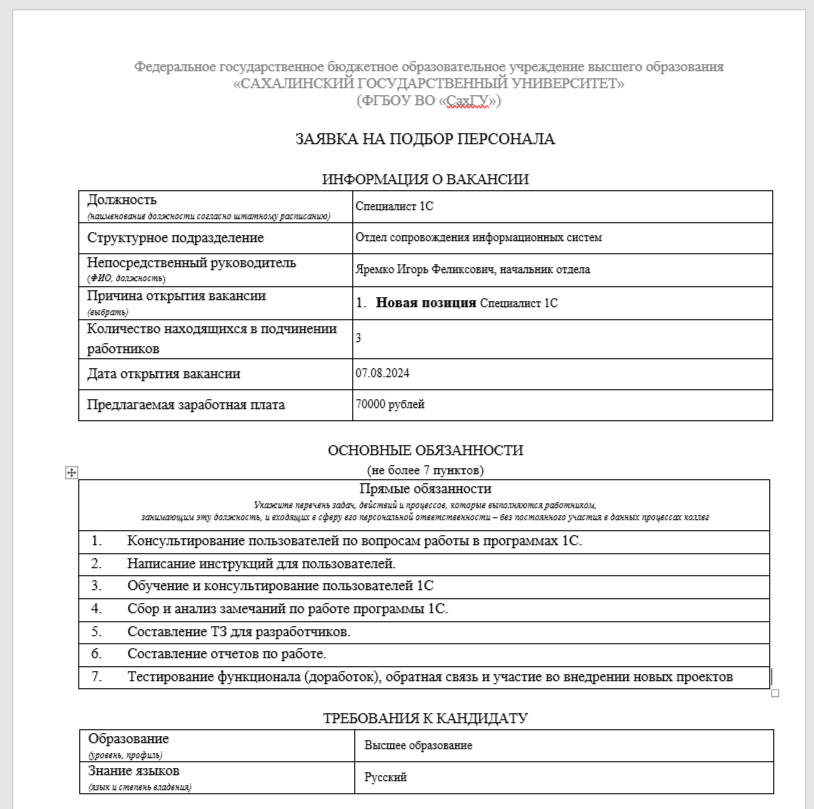 Федеральное государственное бюджетное образовательное учреждение высшего образования
«САХАЛИНСКИЙ ГОСУДАРСТВЕННЫЙ УНИВЕРСИТЕТ»
(ФГБОУ ВО «СахГУ»)
ЗАЯВКА НА ПОДБОР ПЕРСОНАЛА
ИНФОРМАЦИЯ О ВАКАНСИИ
Должность
(наименование должности согласно штатному расписанию)
Специалист 1С
Структурное подразделение
Отдел сопровождения информационных систем
Непосредственный руководитель
(ФИО, должность)
Яремко Игорь Феликсович, начальник отдела
Причина открытия вакансии
(выбрать)
1. Новая позиция Специалист 1С
Количество находящихся в подчинении
работников
3
Дата открытия вакансии
07.08.2024
Предлагаемая заработная плата
70000 рублей
ОСНОВНЫЕ ОБЯЗАННОСТИ
(не более 7 пунктов)
Прямые обязанности
Укажите перечень задач, действий и процессов, которые выполняются работником,
занимающим эту должность, и входящих в сферу его персональной ответственности – без постоянного участия в данных процессах коллег
1. Консультирование пользователей по вопросам работы в программах 1С.
2. Написание инструкций для пользователей.
3. Обучение и консультирование пользователей 1С
4. Сбор и анализ замечаний по работе программы 1С.
5. Составление ТЗ для разработчиков.
6. Составление отчетов по работе.
7. Тестирование функционала (доработок), обратная связь и участие во внедрении новых проектов
ТРЕБОВАНИЯ К КАНДИДАТУ
Образование
(уровень, профиль)
Высшее образование
Знание языков
(язык и степень владения)
Русский